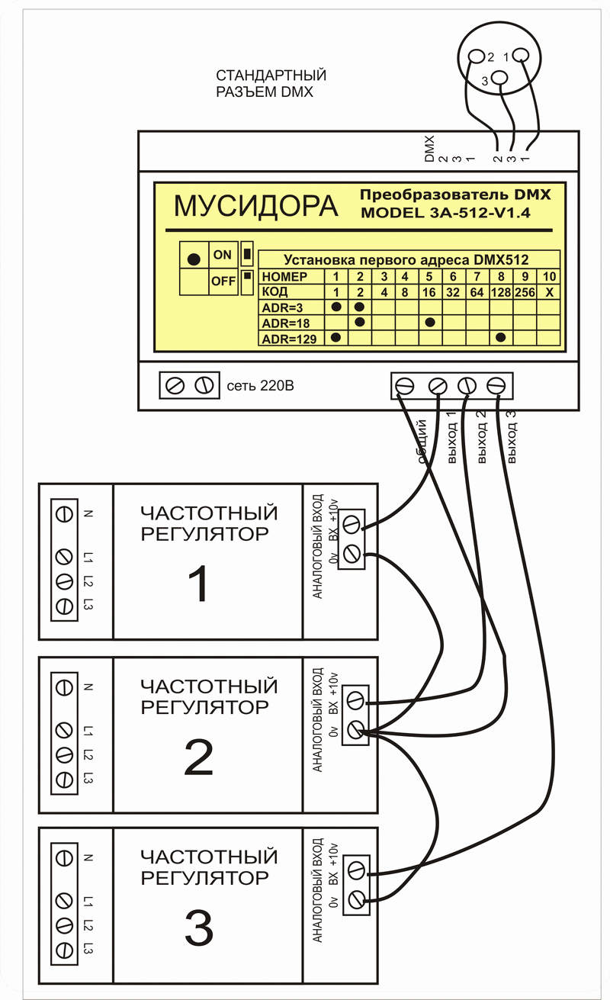 2 1
3
СТАНДАРТНЫЙ
РАЗЪЕМ DMX
DMX
2
3
1
2
3
1
МУСИДОРА
Преобразователь DMX
MODEL 3A-512-V1.4
ON
OFF
Установка первого адреса DMX512
НОМЕР 1 2 3 4 5 6 7 8 9 10
КОД 1 2 4 8 16 32 64 128 256 X
ADR=3
ADR=18
ADR=129
сеть 220В
общий
выход 1
выход 2
выход 3
N
L1
L2
L3
ЧАСТОТНЫЙ
РЕГУЛЯТОР
1
АНАЛОГОВЫЙ ВХОД
0v ВХ +10v
N
L1
L2
L3
ЧАСТОТНЫЙ
РЕГУЛЯТОР
2
АНАЛОГОВЫЙ ВХОД
0v ВХ +10v
N
L1
L2
L3
ЧАСТОТНЫЙ
РЕГУЛЯТОР
3
АНАЛОГОВЫЙ ВХОД
0v ВХ +10v